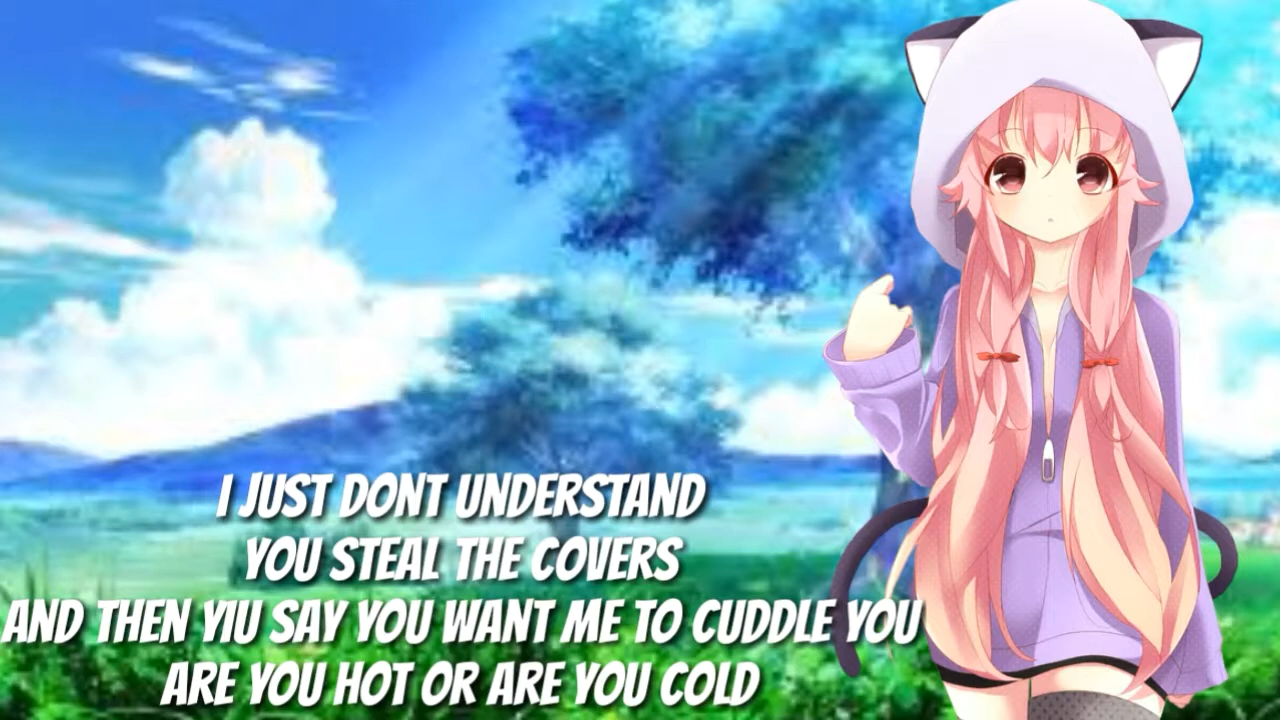 I JUST DONT UNDERSTAND
YOU STEAL THE COVERS
AND THEN YIU SAY YOU WANT ME TO CUDDLE YOU
ARE YOU HOT OR ARE YOU COLD